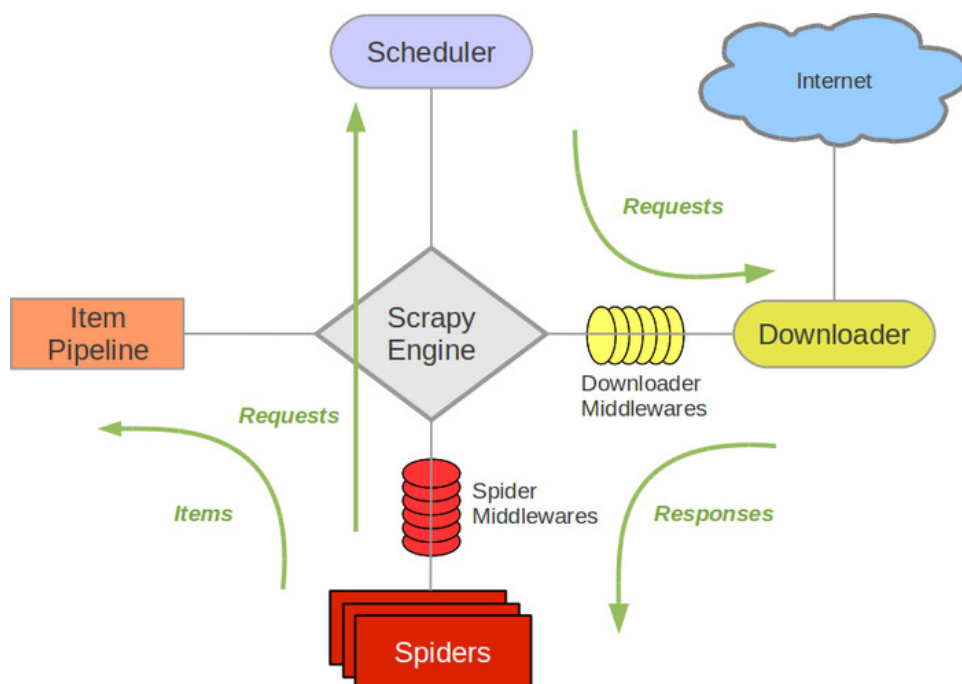 Scheduler
Internet
Requests
Item
Pipeline
Scrapy
Engine
Downloader
Downloader
Middlewares
Requests
Items
Spider
Middlewares
Responses
Spiders